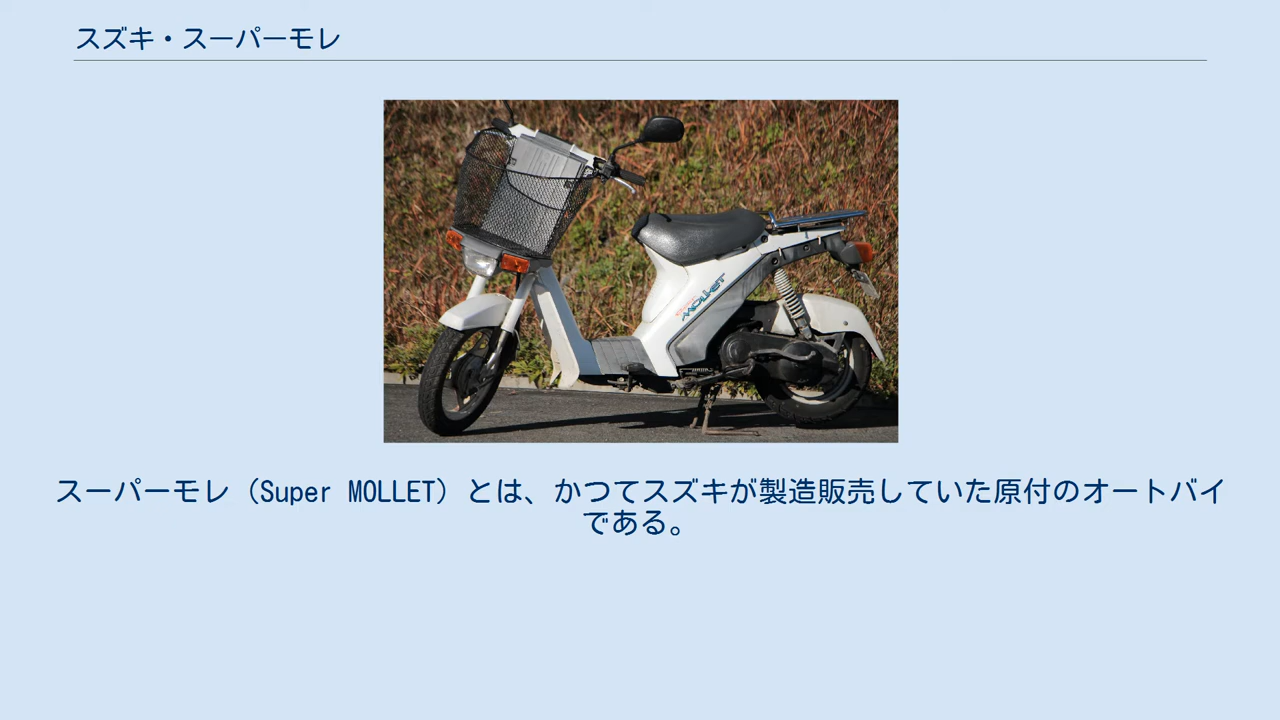 スズキ・スーパーモレ
MOLLET
スーパーモレ（Super MOLLET）とは、かつてスズキが製造販売していた原付のオートバイ
である。